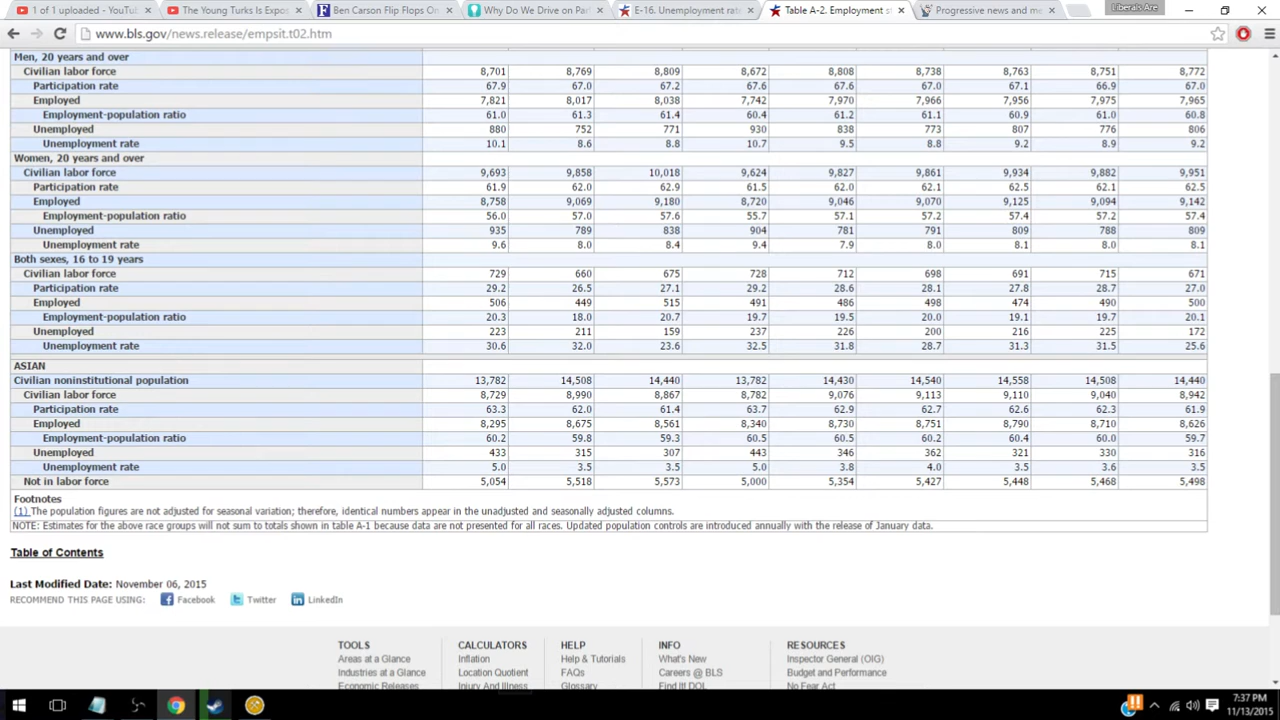 1 of 1 uploaded - YouTu
The Young Turks Is Expos
Ben Carson Flip Flops On
Why Do We Drive on Par
E-16. Unemployment rat
Table A-2. Employment s
Progressive news and me
Liberals Are
www.bls.gov/news.release/empsit.t02.htm
Men, 20 years and over
Civilian labor force 8,701 8,769 8,809 8,672 8,808 8,738 8,763 8,751 8,772
Participation rate 67.9 67.0 67.2 67.6 67.6 67.0 67.1 66.9 67.0
Employed 7,821 8,017 8,038 7,742 7,970 7,966 7,956 7,975 7,965
Employment-population ratio 61.0 61.3 61.4 60.4 61.2 61.1 60.9 61.0 60.8
Unemployed 880 752 771 930 838 773 807 776 806
Unemployment rate 10.1 8.6 8.8 10.7 9.5 8.8 9.2 8.9 9.2
Women, 20 years and over
Civilian labor force 9,693 9,858 10,018 9,624 9,827 9,861 9,934 9,882 9,951
Participation rate 61.9 62.0 62.9 61.5 62.0 62.1 62.5 62.1 62.5
Employed 8,758 9,069 9,180 8,720 9,046 9,070 9,125 9,094 9,142
Employment-population ratio 56.0 57.0 57.6 55.7 57.1 57.2 57.4 57.2 57.4
Unemployed 935 789 838 904 781 791 809 788 809
Unemployment rate 9.6 8.0 8.4 9.4 7.9 8.0 8.1 8.0 8.1
Both sexes, 16 to 19 years
Civilian labor force 729 660 675 728 712 698 691 715 671
Participation rate 29.2 26.5 27.1 29.2 28.6 28.1 27.8 28.7 27.0
Employed 506 449 515 491 486 498 474 490 500
Employment-population ratio 20.3 18.0 20.7 19.7 19.5 20.0 19.1 19.7 20.1
Unemployed 223 211 159 237 226 200 216 225 172
Unemployment rate 30.6 32.0 23.6 32.5 31.8 28.7 31.3 31.5 25.6
ASIAN
Civilian noninstitutional population 13,782 14,508 14,440 13,782 14,430 14,540 14,558 14,508 14,440
Civilian labor force 8,729 8,990 8,867 8,782 9,076 9,113 9,110 9,040 8,942
Participation rate 63.3 62.0 61.4 63.7 62.9 62.7 62.6 62.3 61.9
Employed 8,295 8,675 8,561 8,340 8,730 8,751 8,790 8,710 8,626
Employment-population ratio 60.2 59.8 59.3 60.5 60.5 60.2 60.4 60.0 59.7
Unemployed 433 315 307 443 346 362 321 330 316
Unemployment rate 5.0 3.5 3.5 5.0 3.8 4.0 3.5 3.6 3.5
Not in labor force 5,054 5,518 5,573 5,000 5,354 5,427 5,448 5,468 5,498
Footnotes
(1) The population figures are not adjusted for seasonal variation; therefore, identical numbers appear in the unadjusted and seasonally adjusted columns.
NOTE: Estimates for the above race groups will not sum to totals shown in table A-1 because data are not presented for all races. Updated population controls are introduced annually with the release of January data.
Table of Contents
Last Modified Date: November 06, 2015
RECOMMEND THIS PAGE USING: Facebook Twitter LinkedIn
TOOLS CALCULATORS HELP INFO RESOURCES
Areas at a Glance Inflation Help & Tutorials What's New Inspector General (OIG)
Industries at a Glance Location Quotient FAQs Careers @ BLS Budget and Performance
Economic Releases Injury And Illness Glossary Find It! DOL No Fear Act
7:37 PM
11/13/2015